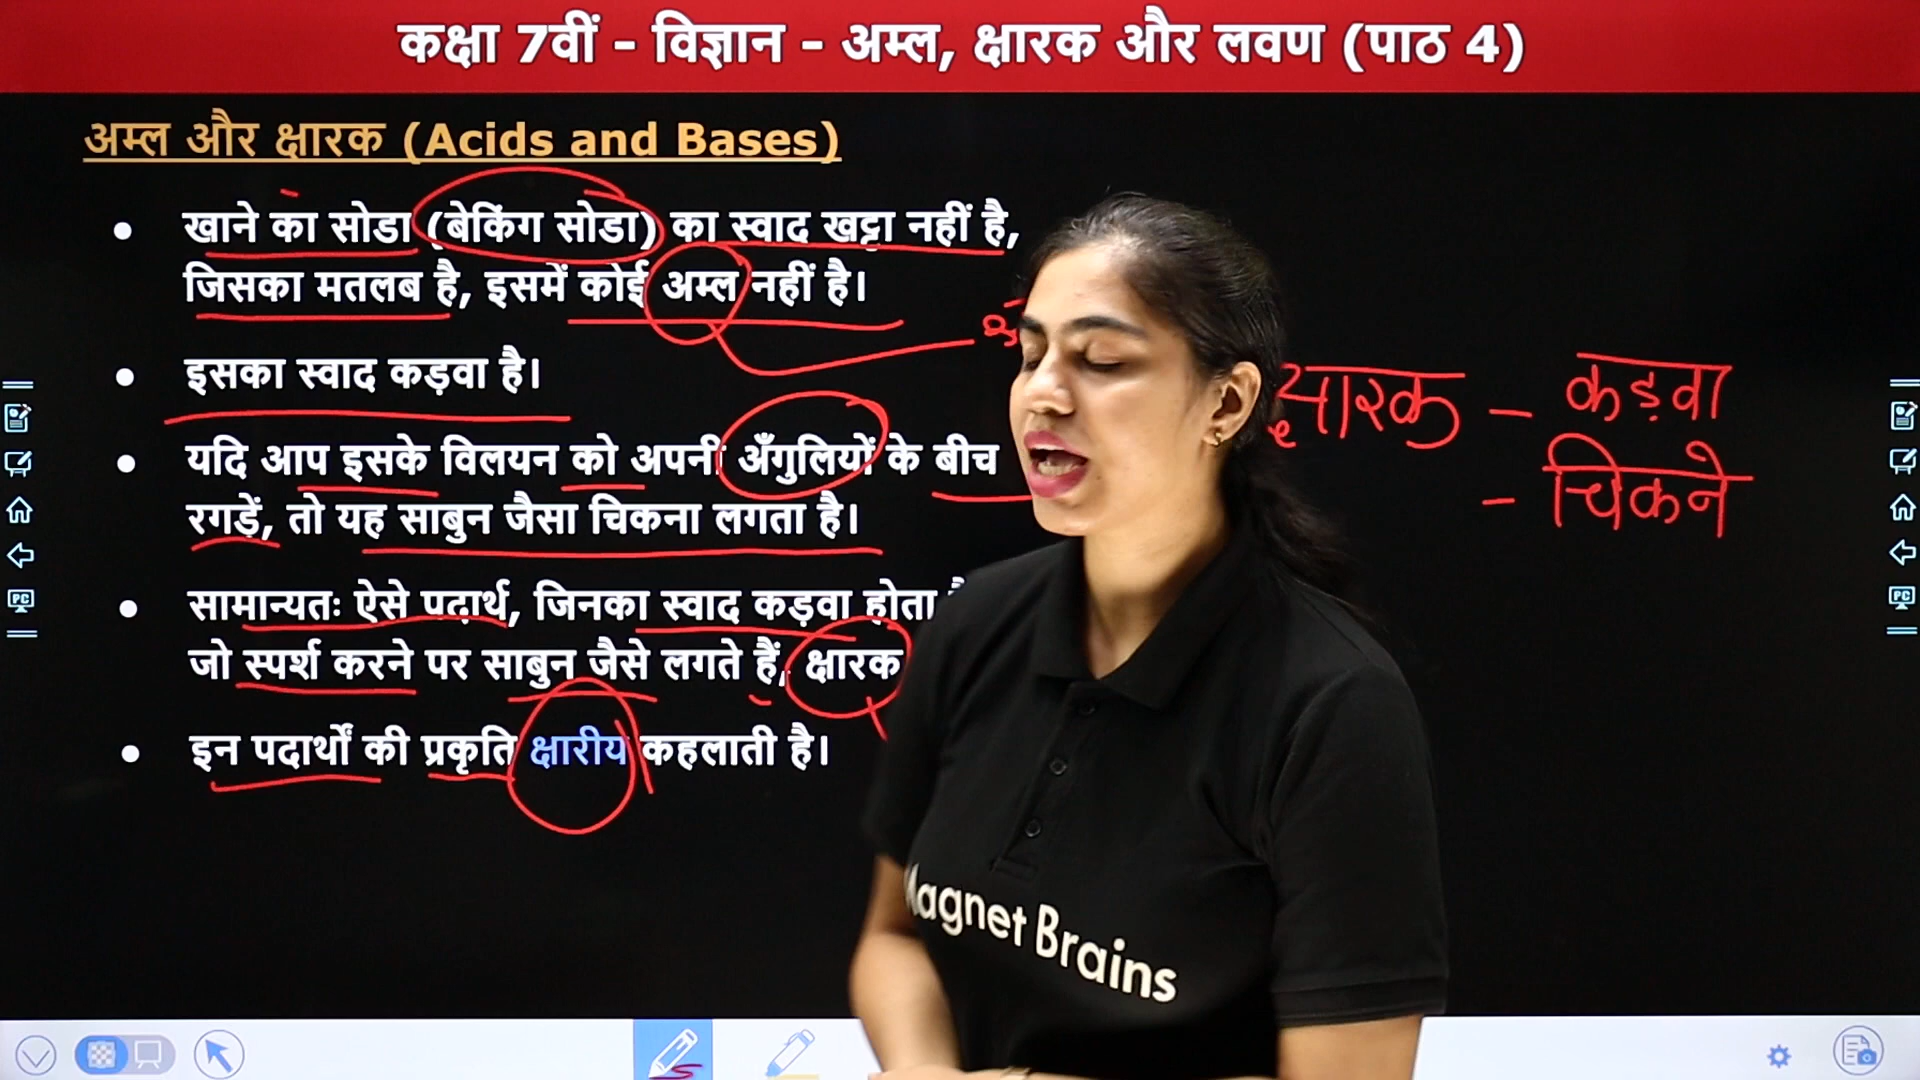 कक्षा 7वीं - विज्ञान - अम्ल, क्षारक और लवण (पाठ 4)
अम्ल और क्षारक (Acids and Bases)
• खाने का सोडा (बेकिंग सोडा) का स्वाद खट्टा नहीं है,
जिसका मतलब है, इसमें कोई अम्ल नहीं है।
• इसका स्वाद कड़वा है।
• यदि आप इसके विलयन को अपनी अँगुलियों के बीच
रगड़ें, तो यह साबुन जैसा चिकना लगता है।
• सामान्यतः ऐसे पदार्थ, जिनका स्वाद कड़वा होता
जो स्पर्श करने पर साबुन जैसे लगते हैं, क्षारक
• इन पदार्थों की प्रकृति क्षारीय कहलाती है।
- कड़वा
- चिकने
Magnet Brains
PC
PC